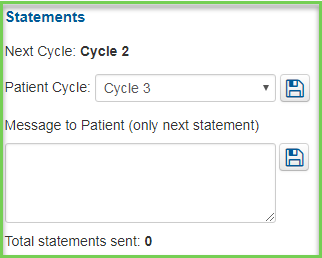 Statements
Next Cycle: Cycle 2
Patient Cycle: Cycle 3
Message to Patient (only next statement)
Total statements sent: 0